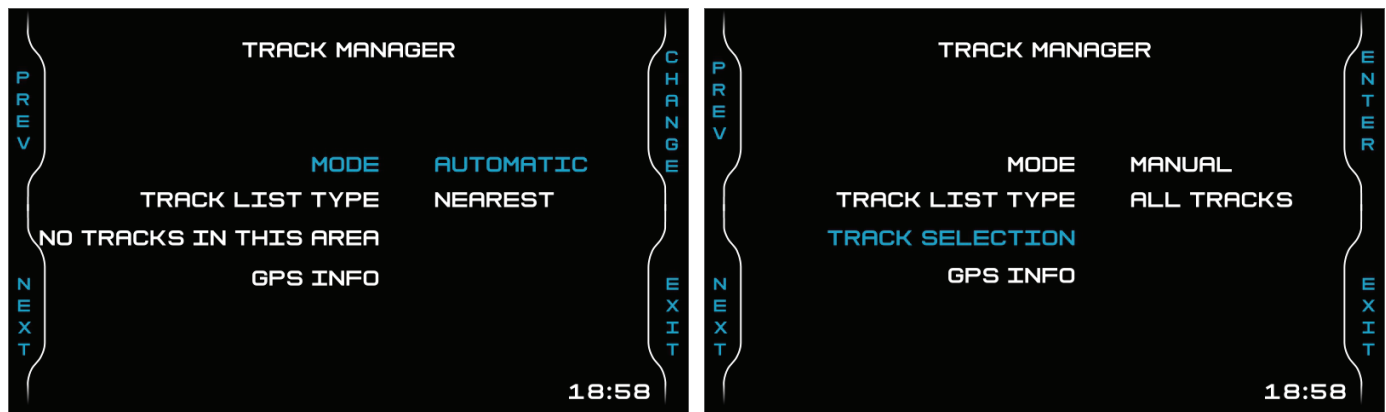 TRACK MANAGER
PREV
CHANGE
MODE AUTOMATIC
TRACK LIST TYPE NEAREST
NO TRACKS IN THIS AREA
GPS INFO
NEXT
EXIT
18:58
TRACK MANAGER
PREV
ENTER
MODE MANUAL
TRACK LIST TYPE ALL TRACKS
TRACK SELECTION
GPS INFO
NEXT
EXIT
18:58